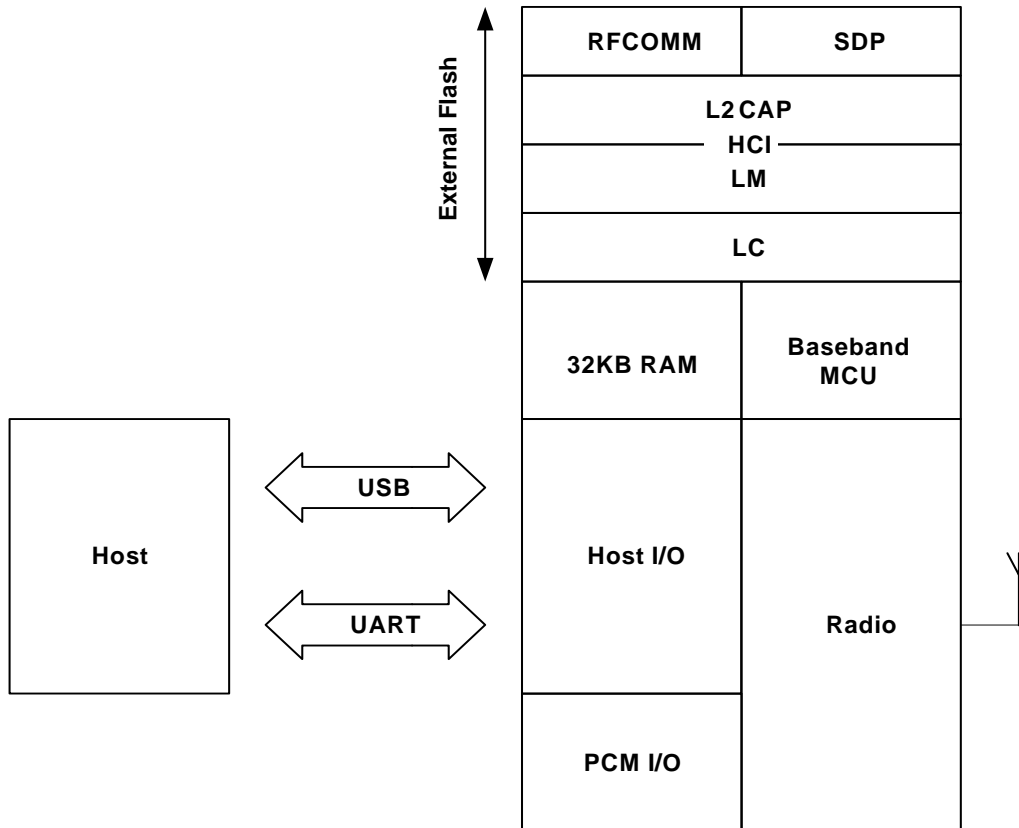 RFCOMM
SDP
External Flash
L2CAP
HCI
LM
LC
32KB RAM
Baseband
MCU
USB
Host
Host I/O
UART
Radio
PCM I/O